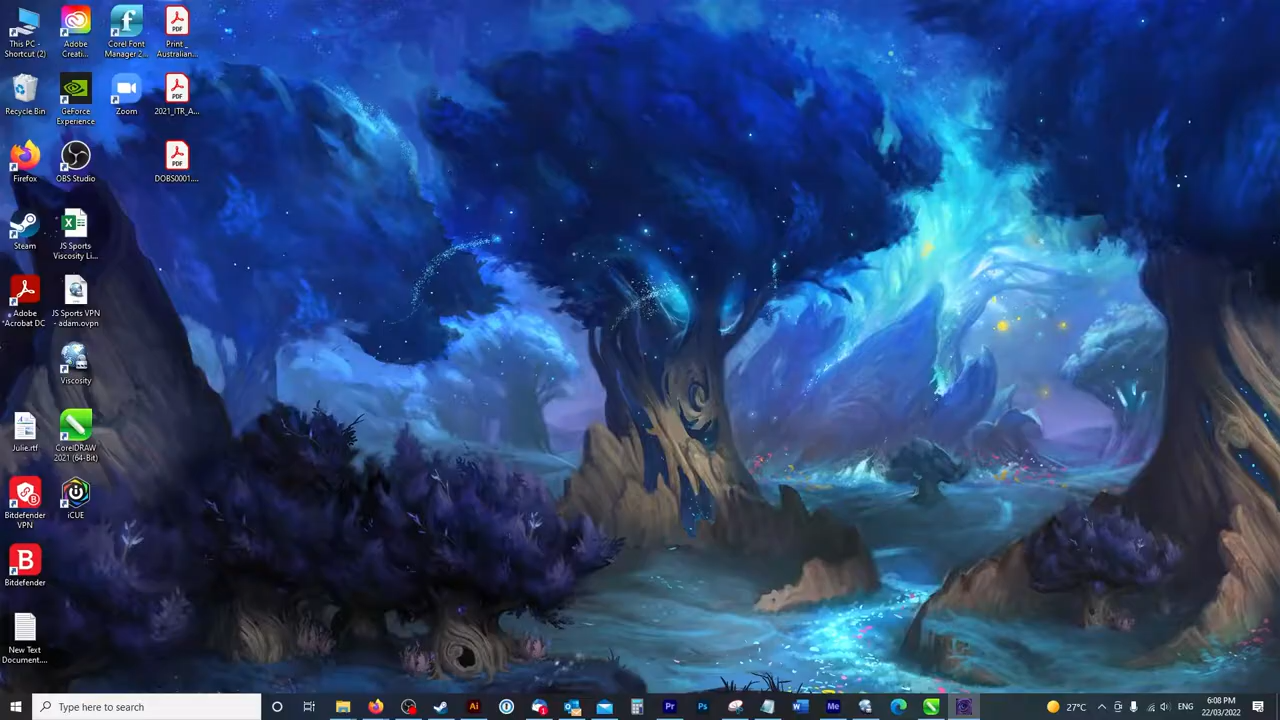 This PC -
Shortcut (2)
Adobe
Creati...
Corel Font
Manager 2...
Print _
Australian...
Recycle Bin
GeForce
Experience
Zoom
2021_ITR_A...
Firefox
OBS Studio
DOBS0001....
Steam
JS Sports
Viscosity Li...
Adobe
Acrobat DC
JS Sports VPN
- adam.ovpn
Viscosity
Julie.rtf
CorelDRAW
2021 (64-Bit)
Bitdefender
VPN
iCUE
Bitdefender
New Text
Document....
Type here to search
27°C
ENG
6:08 PM
22/03/2022